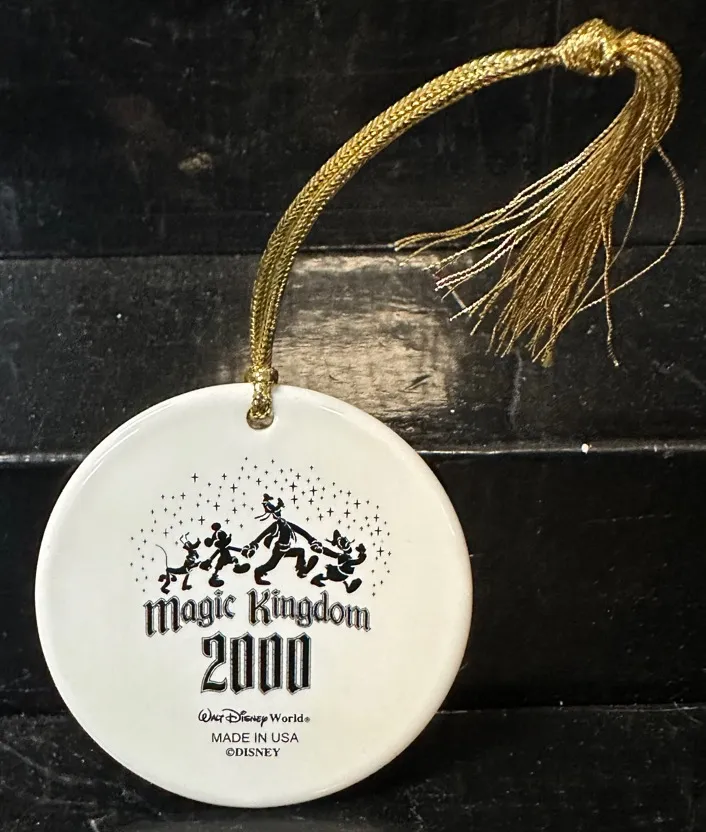 Magic Kingdom
2000
Walt Disney World®
MADE IN USA
©DISNEY